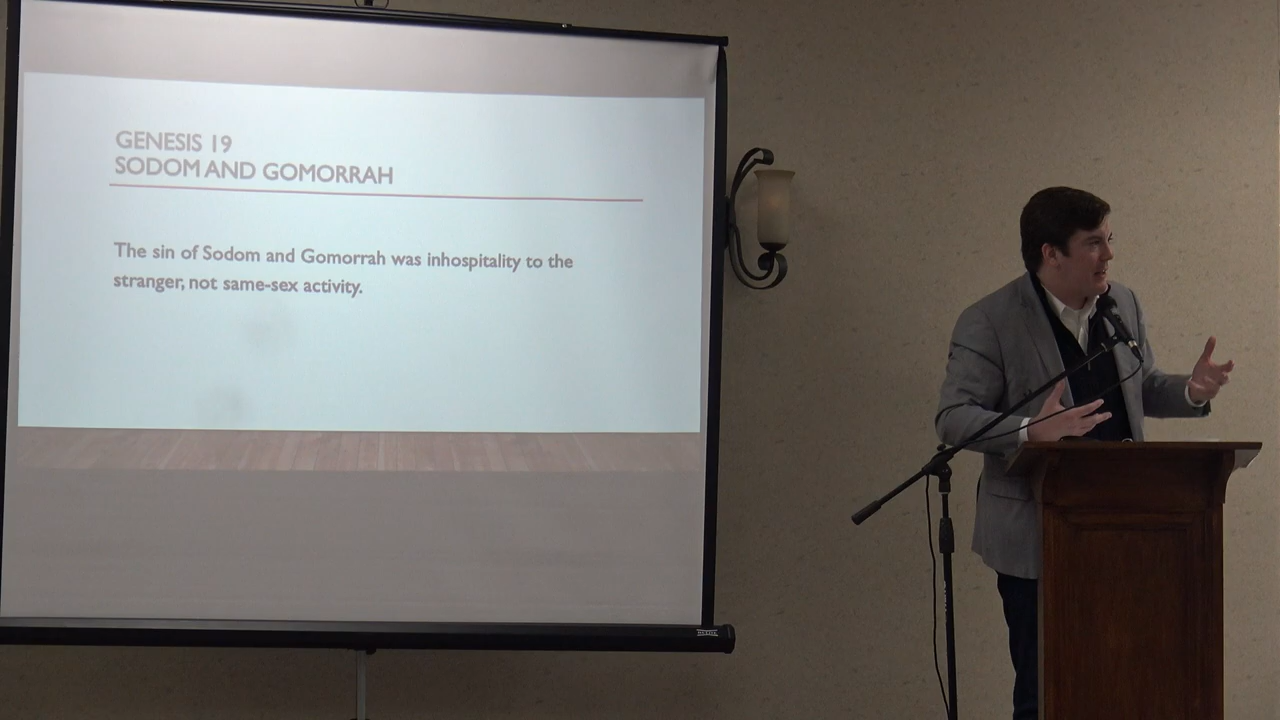 GENESIS 19
SODOM AND GOMORRAH
The sin of Sodom and Gomorrah was inhospitality to the
stranger, not same-sex activity.